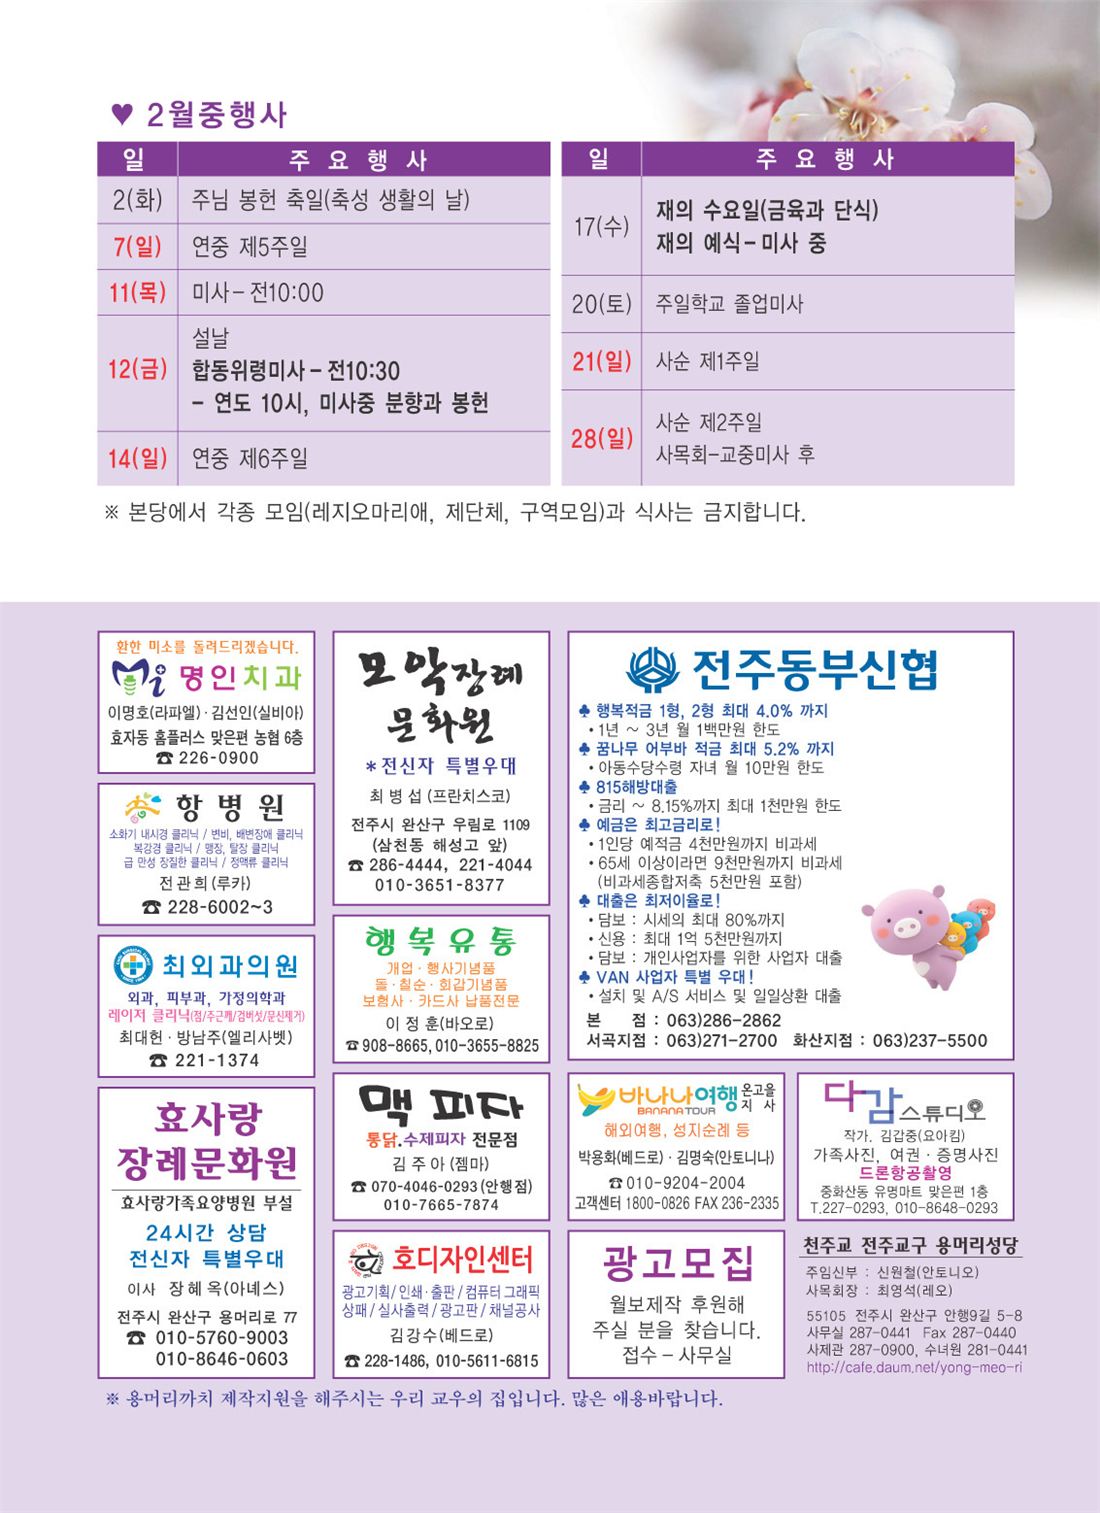 ♥ 2월중행사
일 주 요 행 사
2(화) 주님 봉헌 축일(축성 생활의 날)
7(일) 연중 제5주일
11(목) 미사- 전10:00
12(금) 설날
합동위령미사 - 전10:30
- 연도 10시, 미사중 분향과 봉헌
14(일) 연중 제6주일
일 주 요 행 사
17(수) 재의 수요일(금육과 단식)
재의 예식- 미사 중
20(토) 주일학교 졸업미사
21(일) 사순 제1주일
28(일) 사순 제2주일
사목회-교중미사 후
※ 본당에서 각종 모임(레지오마리애, 제단체, 구역모임)과 식사는 금지합니다.
환한 미소를 돌려드리겠습니다.
Mi 명인치과
이명호(라파엘)·김선인(실비아)
효자동 홈플러스 맞은편 농협 6층
☎ 226-0900
항 병 원
소화기 내시경 클리닉 / 변비, 배변장애 클리닉
복강경 클리닉 / 맹장, 탈장 클리닉
급 만성 장질환 클리닉 / 정맥류 클리닉
전관희(루카)
☎ 228-6002~3
최외과의원
외과, 피부과, 가정의학과
레이저 클리닉(점/주근깨/검버섯/문신제거)
최대헌 · 방남주(엘리사벳)
☎ 221-1374
효사랑
장례문화원
효사랑가족요양병원 부설
24시간 상담
전신자 특별우대
이사 장혜옥(아녜스)
전주시 완산구 용머리로 77
☎ 010-5760-9003
010-8646-0603
모악장례
문화원
*전신자 특별우대
최병섭(프란치스코)
전주시 완산구 우림로 1109
(삼천동 해성고 앞)
☎ 286-4444, 221-4044
010-3651-8377
행복유통
개업 · 행사기념품
돌 · 칠순 · 회갑기념품
보험사 · 카드사 납품전문
이정훈(바오로)
☎908-8665, 010-3655-8825
맥 피자
통닭.수제피자 전문점
김주아(젬마)
☎ 070-4046-0293(안행점)
010-7665-7874
호디자인센터
광고기획/인쇄·출판/컴퓨터 그래픽
상패/실사출력/광고판/채널공사
김강수(베드로)
☎ 228-1486, 010-5611-6815
전주동부신협
♣ 행복적금 1형, 2형 최대 4.0% 까지
•1년 ~ 3년 월 1백만원 한도
♣ 꿈나무 어부바 적금 최대 5.2% 까지
•아동수당수령 자녀 월 10만원 한도
♣ 815해방대출
•금리 ~ 8.15%까지 최대 1천만원 한도
♣ 예금은 최고금리로!
•1인당 예적금 4천만원까지 비과세
•65세 이상이라면 9천만원까지 비과세
(비과세종합저축 5천만원 포함)
♣ 대출은 최저이율로!
•담보 : 시세의 최대 80%까지
•신용 : 최대 1억 5천만원까지
•담보 : 개인사업자를 위한 사업자 대출
♣ VAN 사업자 특별 우대!
•설치 및 A/S 서비스 및 일일상환 대출
본 점 : 063)286-2862
서곡지점 : 063)271-2700 화산지점 : 063)237-5500
바나나여행 온고을
지 사
BANANA TOUR
해외여행, 성지순례 등
박용화(베드로)·김명숙(안토니나)
☎010-9204-2004
고객센터 1800-0826 FAX 236-2335
다감스튜디오
작가. 김갑중(요아킴)
가족사진, 여권·증명사진
드론항공촬영
중화산동 유명마트 맞은편 1층
T.227-0293, 010-8648-0293
광고모집
월보제작 후원해
주실 분을 찾습니다.
접수-사무실
천주교 전주교구 용머리성당
주임신부 : 신원철(안토니오)
사목회장 : 최영석(레오)
55105 전주시 완산구 안행9길 5-8
사무실 287-0441 Fax 287-0440
사제관 287-0900, 수녀원 281-0441
http://cafe.daum.net/yong-meo-ri
※ 용머리까치 제작지원을 해주시는 우리 교우의 집입니다. 많은 애용바랍니다.